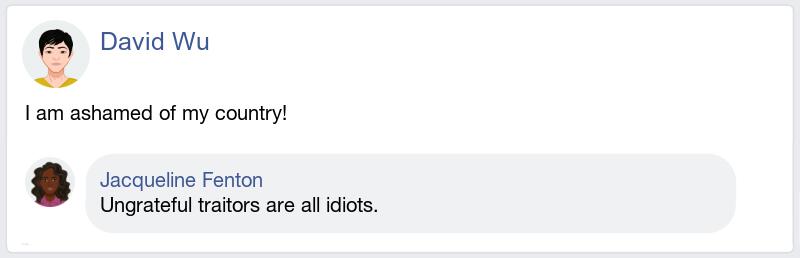 David Wu
I am ashamed of my country!
Jacqueline Fenton
Ungrateful traitors are all idiots.